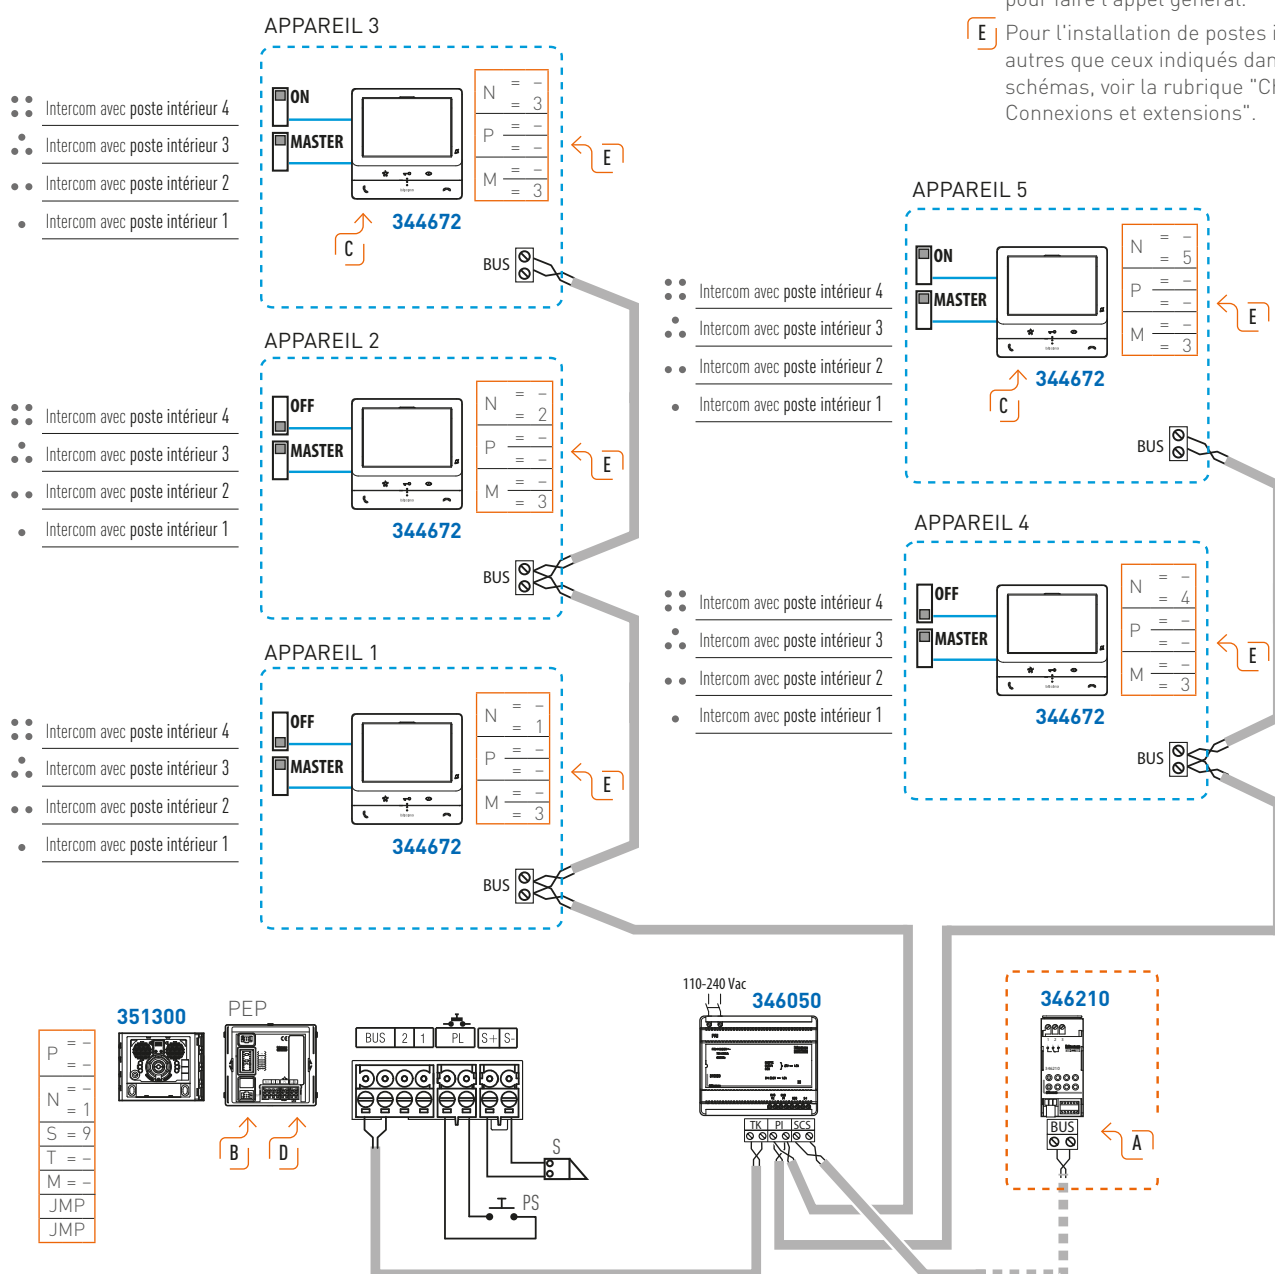 pour faire l'appel général.
E Pour l'installation de postes i
autres que ceux indiqués dan
schémas, voir la rubrique "Ch
Connexions et extensions".
APPAREIL 3
Intercom avec poste intérieur 4
Intercom avec poste intérieur 3
Intercom avec poste intérieur 2
Intercom avec poste intérieur 1
ON
MASTER
N = –
= 3
P = –
= –
M = –
= 3
E
344672
C
BUS
APPAREIL 2
Intercom avec poste intérieur 4
Intercom avec poste intérieur 3
Intercom avec poste intérieur 2
Intercom avec poste intérieur 1
OFF
MASTER
N = –
= 2
P = –
= –
M = –
= 3
E
344672
BUS
APPAREIL 1
Intercom avec poste intérieur 4
Intercom avec poste intérieur 3
Intercom avec poste intérieur 2
Intercom avec poste intérieur 1
OFF
MASTER
N = –
= 1
P = –
= –
M = –
= 3
E
344672
BUS
APPAREIL 5
Intercom avec poste intérieur 4
Intercom avec poste intérieur 3
Intercom avec poste intérieur 2
Intercom avec poste intérieur 1
ON
MASTER
N = –
= 5
P = –
= –
M = –
= 3
E
344672
C
BUS
APPAREIL 4
Intercom avec poste intérieur 4
Intercom avec poste intérieur 3
Intercom avec poste intérieur 2
Intercom avec poste intérieur 1
OFF
MASTER
N = –
= 4
P = –
= –
M = –
= 3
E
344672
BUS
P = –
= –
N = –
= 1
S = 9
T = –
M = –
JMP
JMP
351300
PEP
B
D
BUS 2 1 PL S+ S-
S
PS
110-240 Vac
346050
TK PI SCS
346210
1 2 3
346210
BUS
A